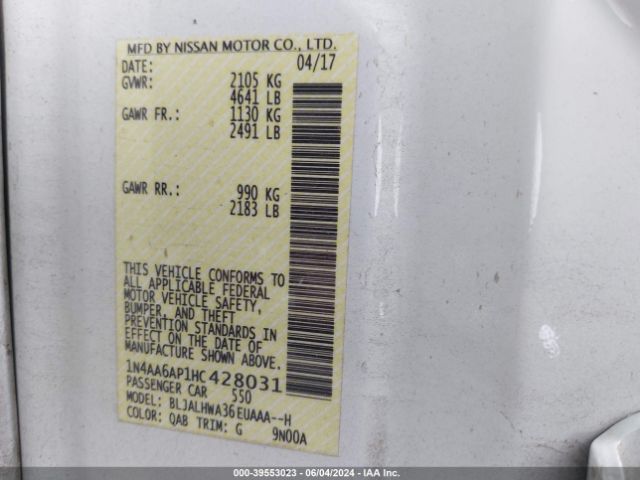 MFD BY NISSAN MOTOR CO., LTD.
DATE: 04/17
GVWR: 2105 KG
4641 LB
GAWR FR.: 1130 KG
2491 LB
GAWR RR.: 990 KG
2183 LB
THIS VEHICLE CONFORMS TO
ALL APPLICABLE FEDERAL
MOTOR VEHICLE SAFETY,
BUMPER, AND THEFT
PREVENTION STANDARDS IN
EFFECT ON THE DATE OF
MANUFACTURE SHOWN ABOVE.
1N4AA6AP1HC428031
PASSENGER CAR 550
MODEL: BLJALHWA36EUAAA--H
COLOR: QAB TRIM: G 9N00A
000-39553023 - 06/04/2024 - IAA Inc.